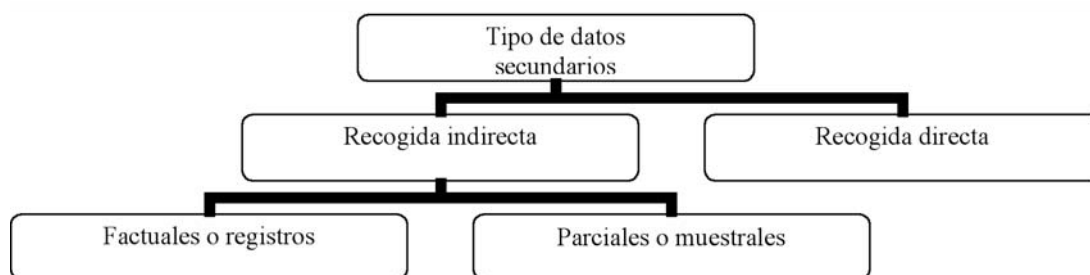 Tipo de datos
secundarios
Recogida indirecta
Recogida directa
Factuales o registros
Parciales o muestrales